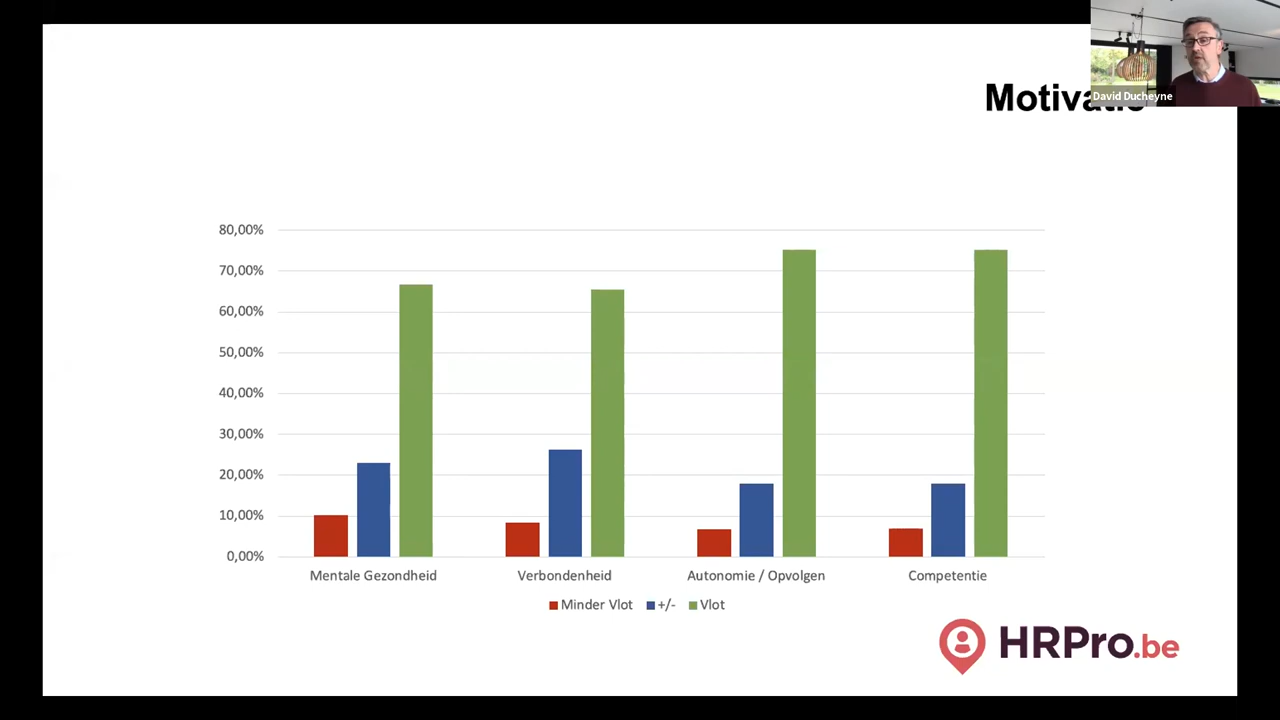 David Ducheyne
80,00%
70,00%
60,00%
50,00%
40,00%
30,00%
20,00%
10,00%
0,00%
Mentale Gezondheid Verbondenheid Autonomie / Opvolgen Competentie
Minder Vlot +/- Vlot
HRPro.be